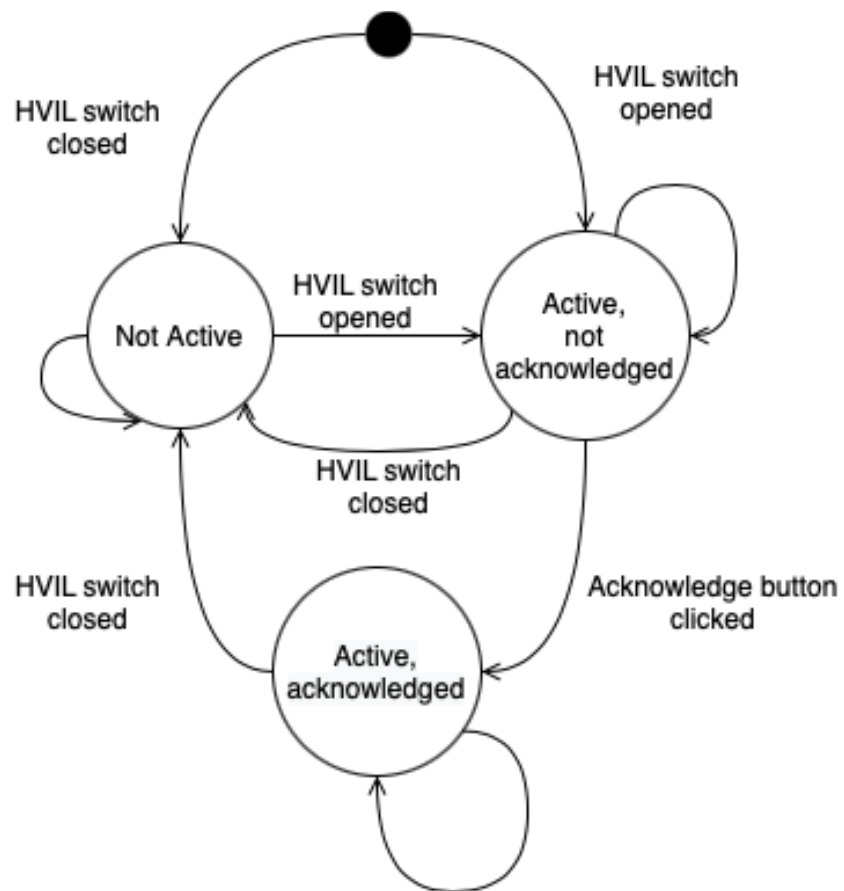 HVIL switch
opened
HVIL switch
closed
HVIL switch
opened
Not Active
Active,
not
acknowledged
HVIL switch
closed
HVIL switch
closed
Acknowledge button
clicked
Active,
acknowledged